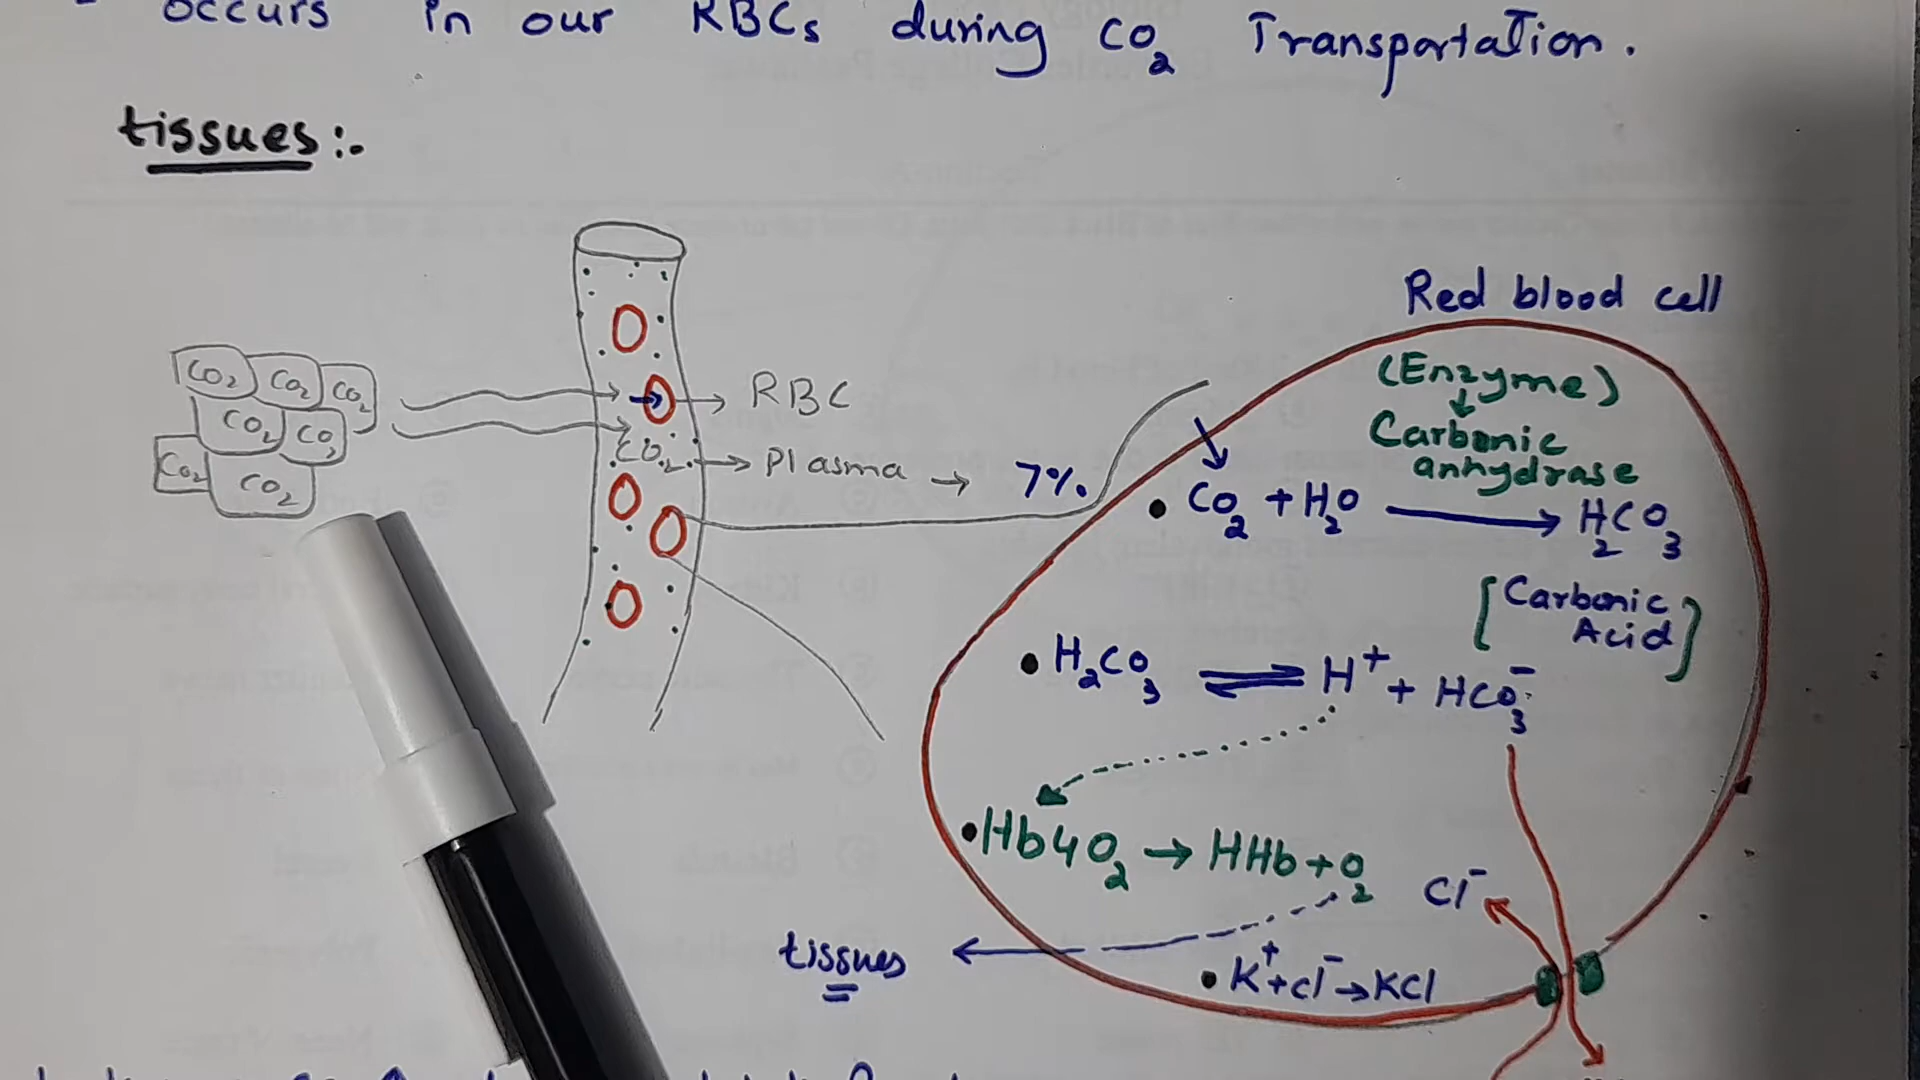 occurs in our RBCs during CO2 Transportation.
tissues:-
Red blood cell
(Enzyme)
↓
Carbonic
anhydrase
CO2 CO2 CO2
CO2 CO2
CO2 CO2
→ RBC
CO2 → Plasma → 7%
• CO2 + H2O → H2CO3
[Carbonic
Acid]
• H2CO3 ⇌ H+ + HCO3-
• Hb4O2 → HHb + O2
Cl-
tissues
• K+ + cl- → KCl